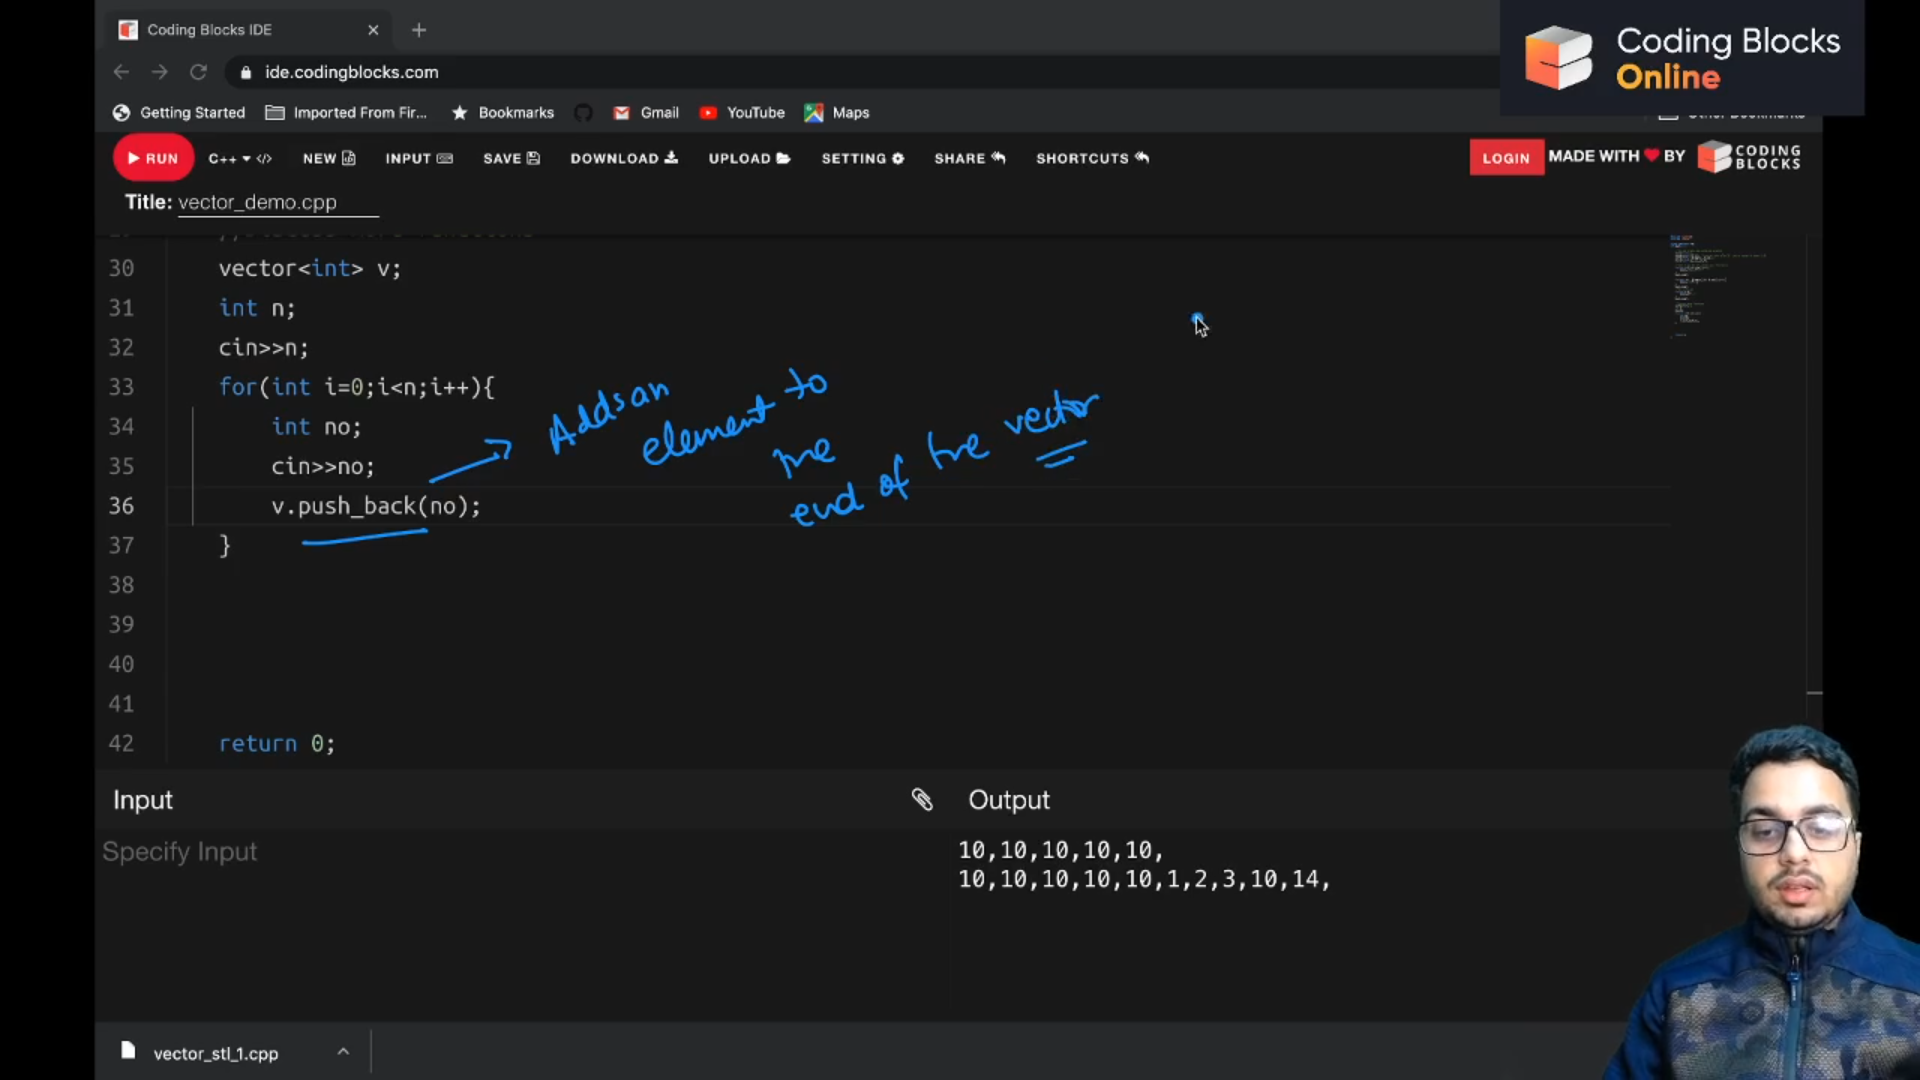 Coding Blocks IDE
ide.codingblocks.com
Coding Blocks
Online
Getting Started
Imported From Fir...
Bookmarks
Gmail
YouTube
Maps
RUN
C++
NEW
INPUT
SAVE
DOWNLOAD
UPLOAD
SETTING
SHARE
SHORTCUTS
LOGIN
MADE WITH ❤ BY
CODING
BLOCKS
Title: vector_demo.cpp
30 vector<int> v;
31 int n;
32 cin>>n;
33 for(int i=0;i<n;i++){
34 int no;
35 cin>>no;
36 v.push_back(no);
37 }
38
39
40
41
42 return 0;
Adds an
element to
the
end of the vector
Input
Specify Input
Output
10,10,10,10,10,
10,10,10,10,10,1,2,3,10,14,
vector_stl_1.cpp